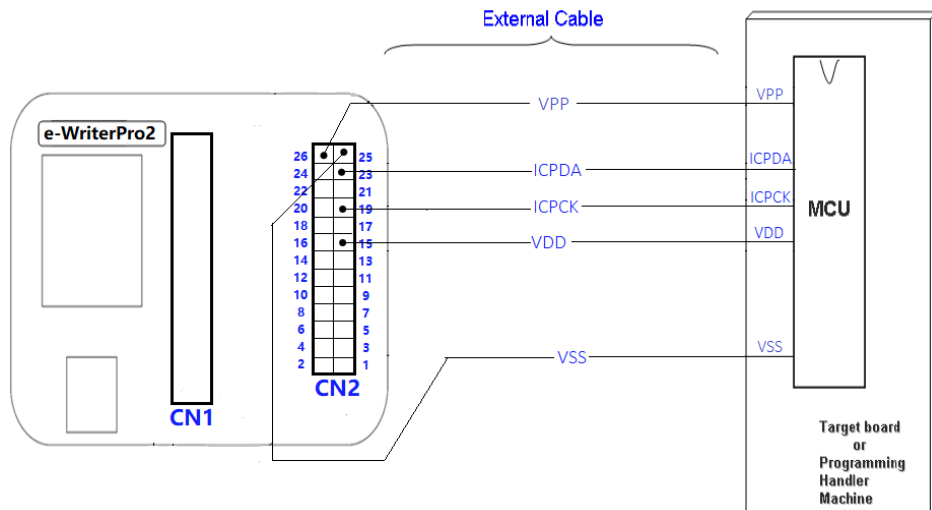 External Cable
e-WriterPro2
26 25
24 23
22 21
20 19
18 17
16 15
14 13
12 11
10 9
8 7
6 5
4 3
2 1
CN1
CN2
VPP
ICPDA
ICPCK
VDD
VSS
VPP
ICPDA
ICPCK
VDD
VSS
MCU
Target board
or
Programming
Handler
Machine